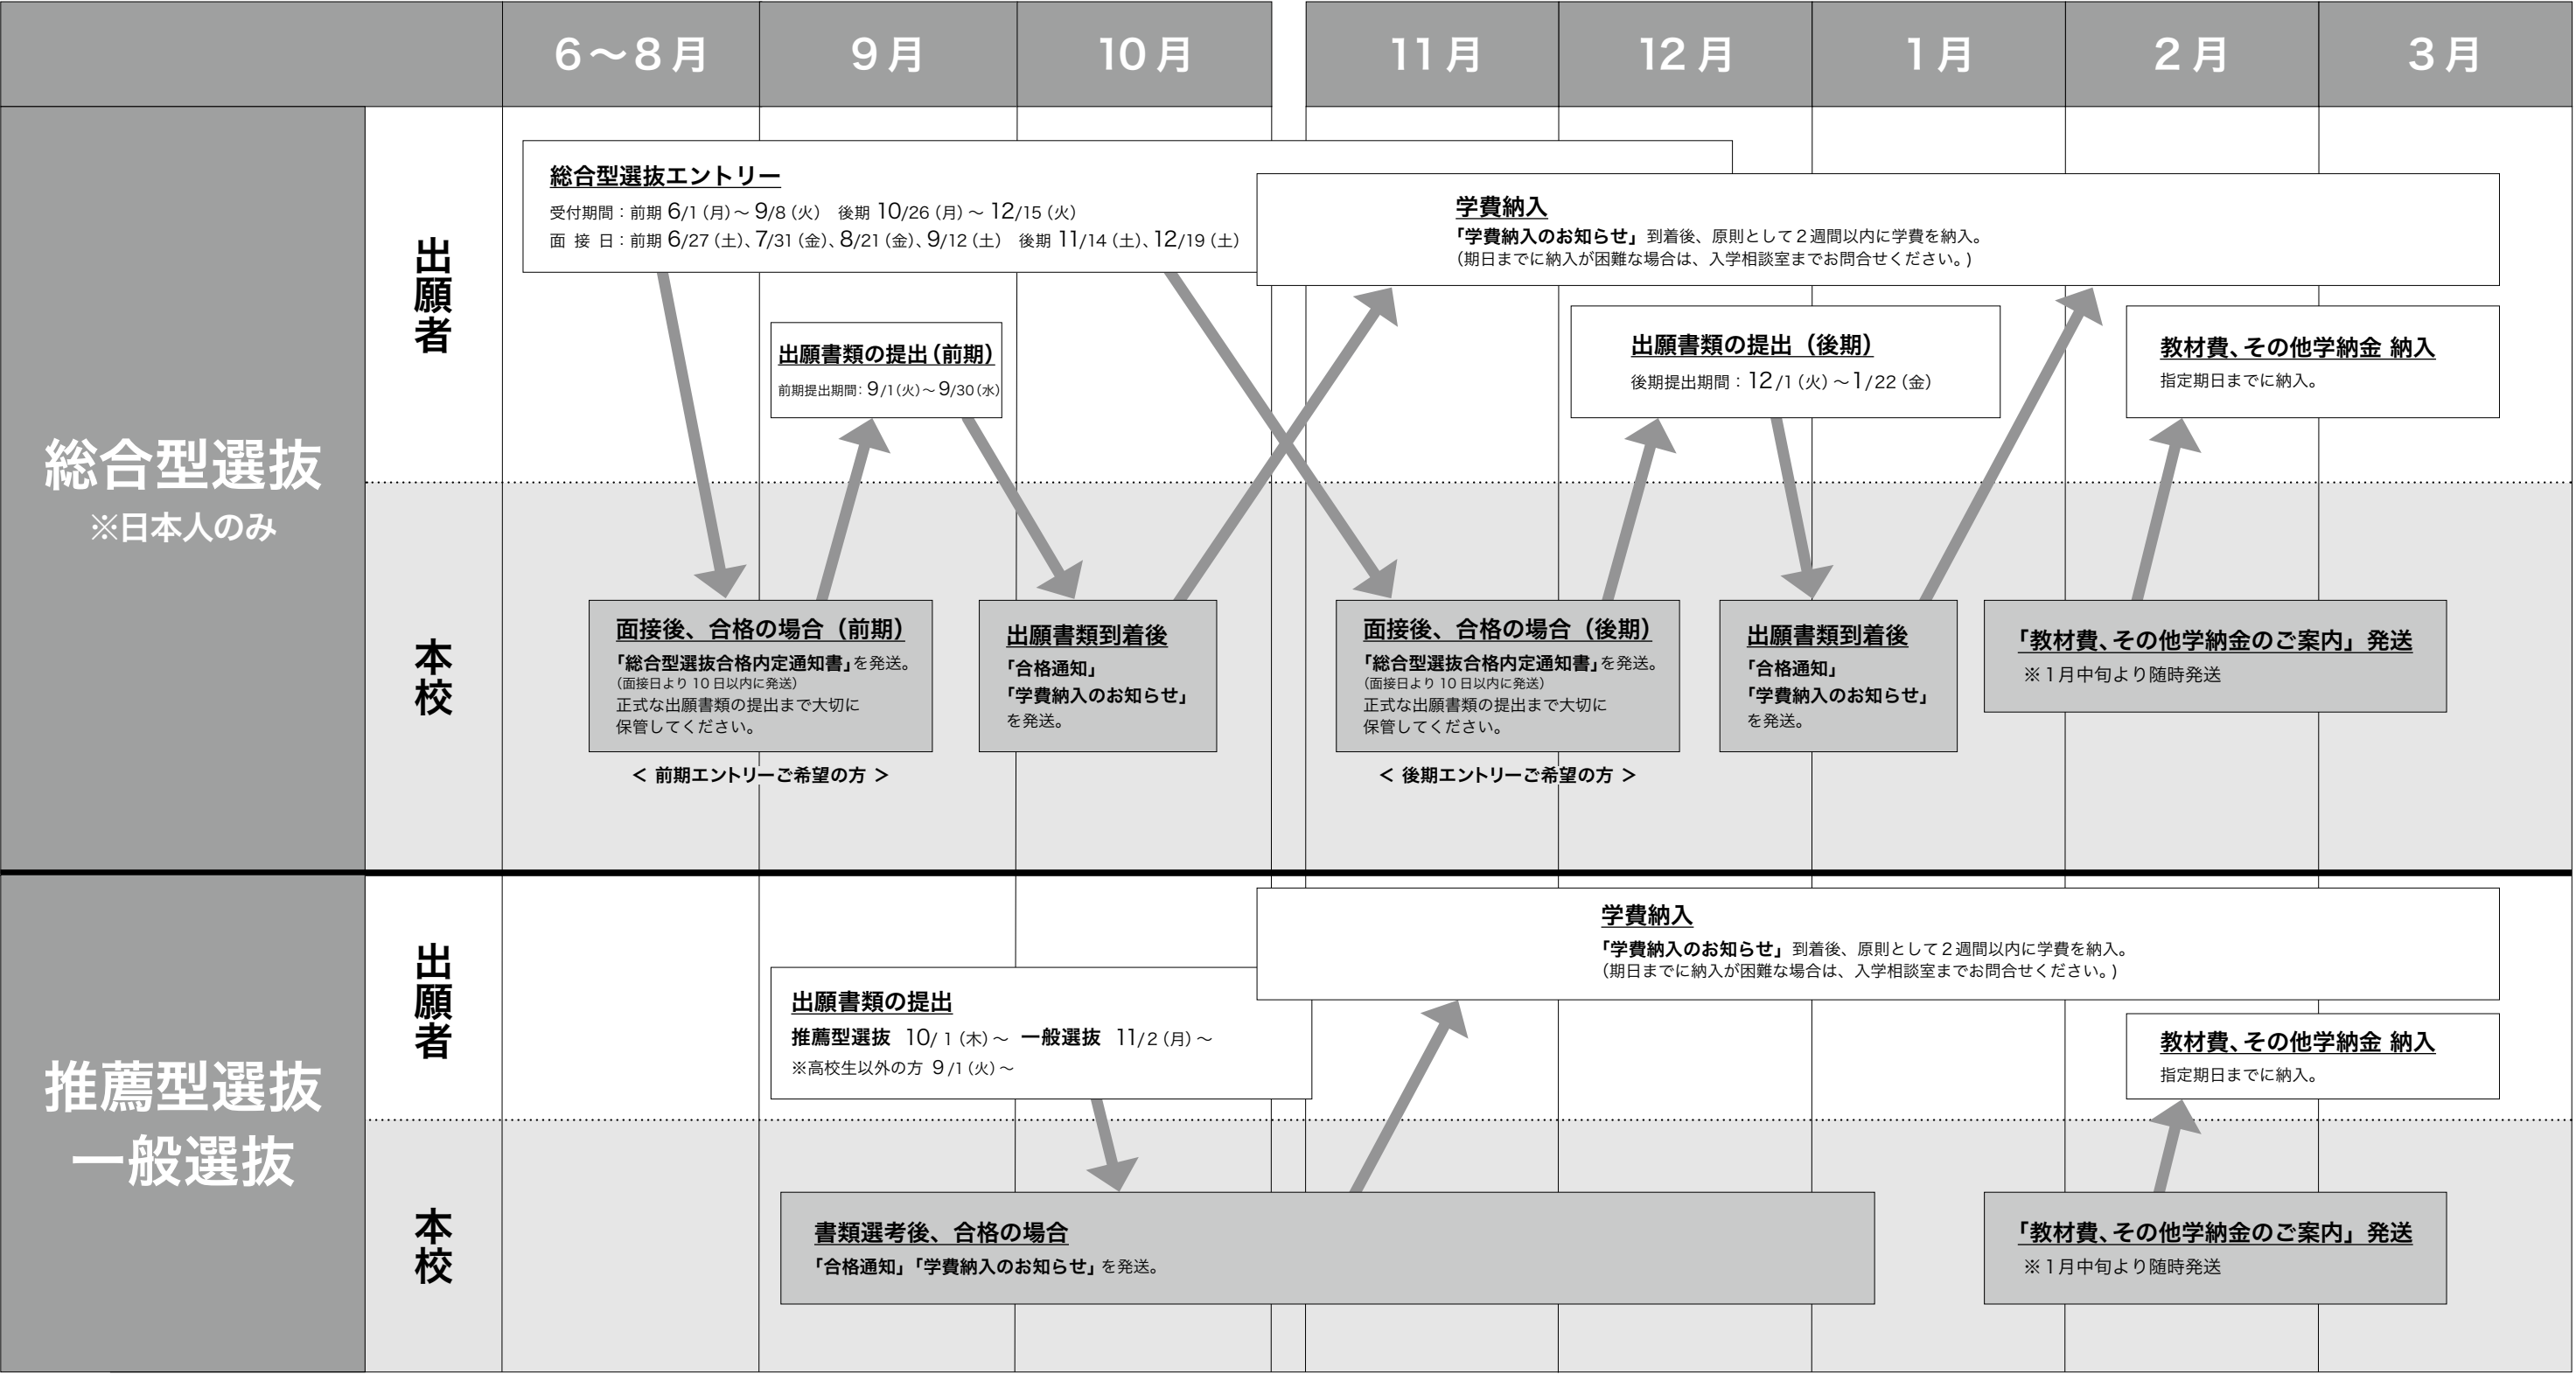 6〜8月
9月
10月
11月
12月
1月
2月
3月
総合型選抜
※日本人のみ
出願者
総合型選抜エントリー
受付期間：前期 6/1（月）〜 9/8（火） 後期 10/26（月）〜 12/15（火）
面 接 日：前期 6/27（土）、7/31（金）、8/21（金）、9/12（土） 後期 11/14（土）、12/19（土）
学費納入
「学費納入のお知らせ」到着後、原則として２週間以内に学費を納入。
（期日までに納入が困難な場合は、入学相談室までお問合せください。）
出願書類の提出（前期）
前期提出期間：9/1（火）〜 9/30（水）
出願書類の提出（後期）
後期提出期間：12/1（火）〜1/22（金）
教材費、その他学納金 納入
指定期日までに納入。
本校
面接後、合格の場合（前期）
「総合型選抜合格内定通知書」を発送。
（面接日より 10 日以内に発送）
正式な出願書類の提出まで大切に
保管してください。
＜ 前期エントリーご希望の方 ＞
出願書類到着後
「合格通知」
「学費納入のお知らせ」
を発送。
面接後、合格の場合（後期）
「総合型選抜合格内定通知書」を発送。
（面接日より 10 日以内に発送）
正式な出願書類の提出まで大切に
保管してください。
＜ 後期エントリーご希望の方 ＞
出願書類到着後
「合格通知」
「学費納入のお知らせ」
を発送。
「教材費、その他学納金のご案内」発送
※１月中旬より随時発送
推薦型選抜
一般選抜
出願者
学費納入
「学費納入のお知らせ」到着後、原則として２週間以内に学費を納入。
（期日までに納入が困難な場合は、入学相談室までお問合せください。）
出願書類の提出
推薦型選抜 10/ 1（木）〜 一般選抜 11/ 2（月）〜
※高校生以外の方 9 /1（火）〜
教材費、その他学納金 納入
指定期日までに納入。
本校
書類選考後、合格の場合
「合格通知」「学費納入のお知らせ」を発送。
「教材費、その他学納金のご案内」発送
※１月中旬より随時発送